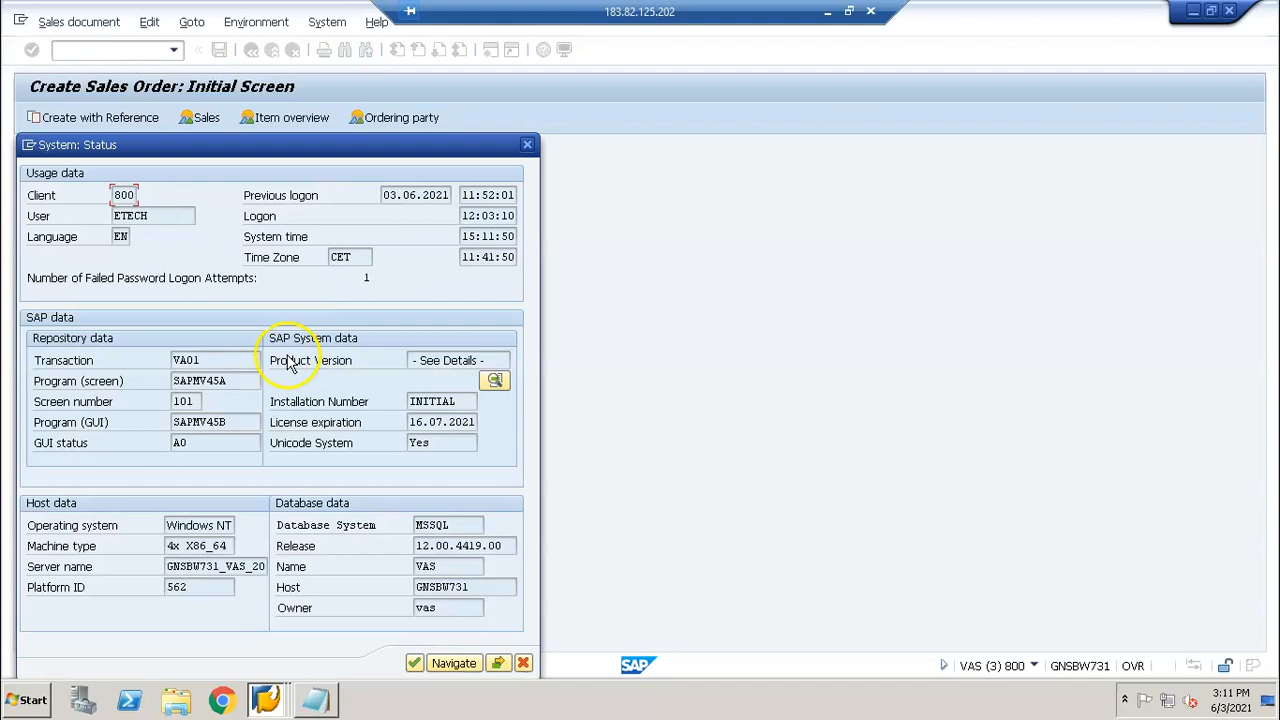 183.82.125.202
Sales document Edit Goto Environment System Help
Create Sales Order: Initial Screen
Create with Reference Sales Item overview Ordering party
System: Status
Usage data
Client 800 Previous logon 03.06.2021 11:52:01
User ETECH Logon 12:03:10
Language EN System time 15:11:50
Time Zone CET 11:41:50
Number of Failed Password Logon Attempts: 1
SAP data
Repository data SAP System data
Transaction VA01 Product Version - See Details -
Program (screen) SAPMV45A
Screen number 101 Installation Number INITIAL
Program (GUI) SAPMV45B License expiration 16.07.2021
GUI status A0 Unicode System Yes
Host data Database data
Operating system Windows NT Database System MSSQL
Machine type 4x X86_64 Release 12.00.4419.00
Server name GNSBW731_VAS_20 Name VAS
Platform ID 562 Host GNSBW731
Owner vas
Navigate
SAP VAS (3) 800 GNSBW731 OVR
Start 3:11 PM
6/3/2021